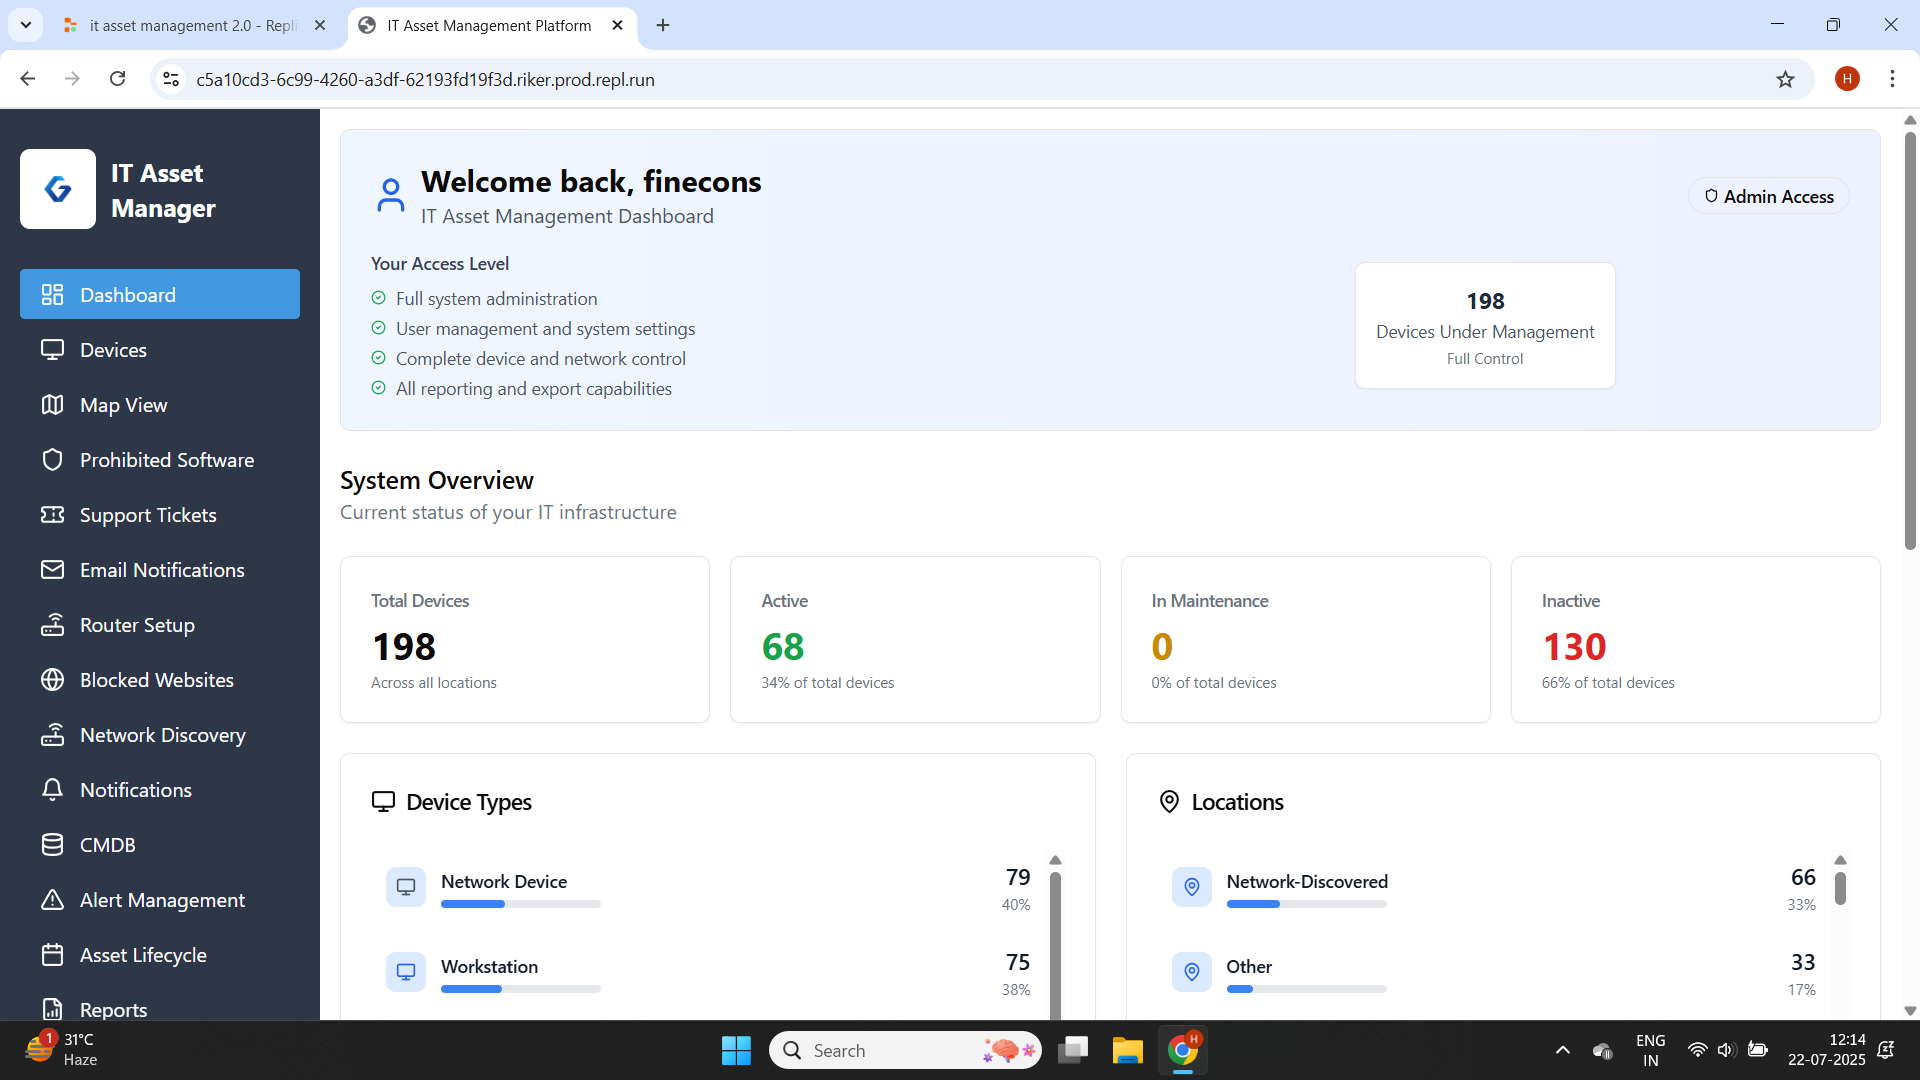 it asset management 2.0 - Repli
IT Asset Management Platform
c5a10cd3-6c99-4260-a3df-62193fd19f3d.riker.prod.repl.run
H
IT Asset
Manager
Dashboard
Devices
Map View
Prohibited Software
Support Tickets
Email Notifications
Router Setup
Blocked Websites
Network Discovery
Notifications
CMDB
Alert Management
Asset Lifecycle
Reports
Welcome back, finecons
IT Asset Management Dashboard
Admin Access
Your Access Level
Full system administration
User management and system settings
Complete device and network control
All reporting and export capabilities
198
Devices Under Management
Full Control
System Overview
Current status of your IT infrastructure
Total Devices
198
Across all locations
Active
68
34% of total devices
In Maintenance
0
0% of total devices
Inactive
130
66% of total devices
Device Types
Network Device
79
40%
Workstation
75
38%
Locations
Network-Discovered
66
33%
Other
33
17%
1
31°C
Haze
Search
H
ENG
IN
12:14
22-07-2025